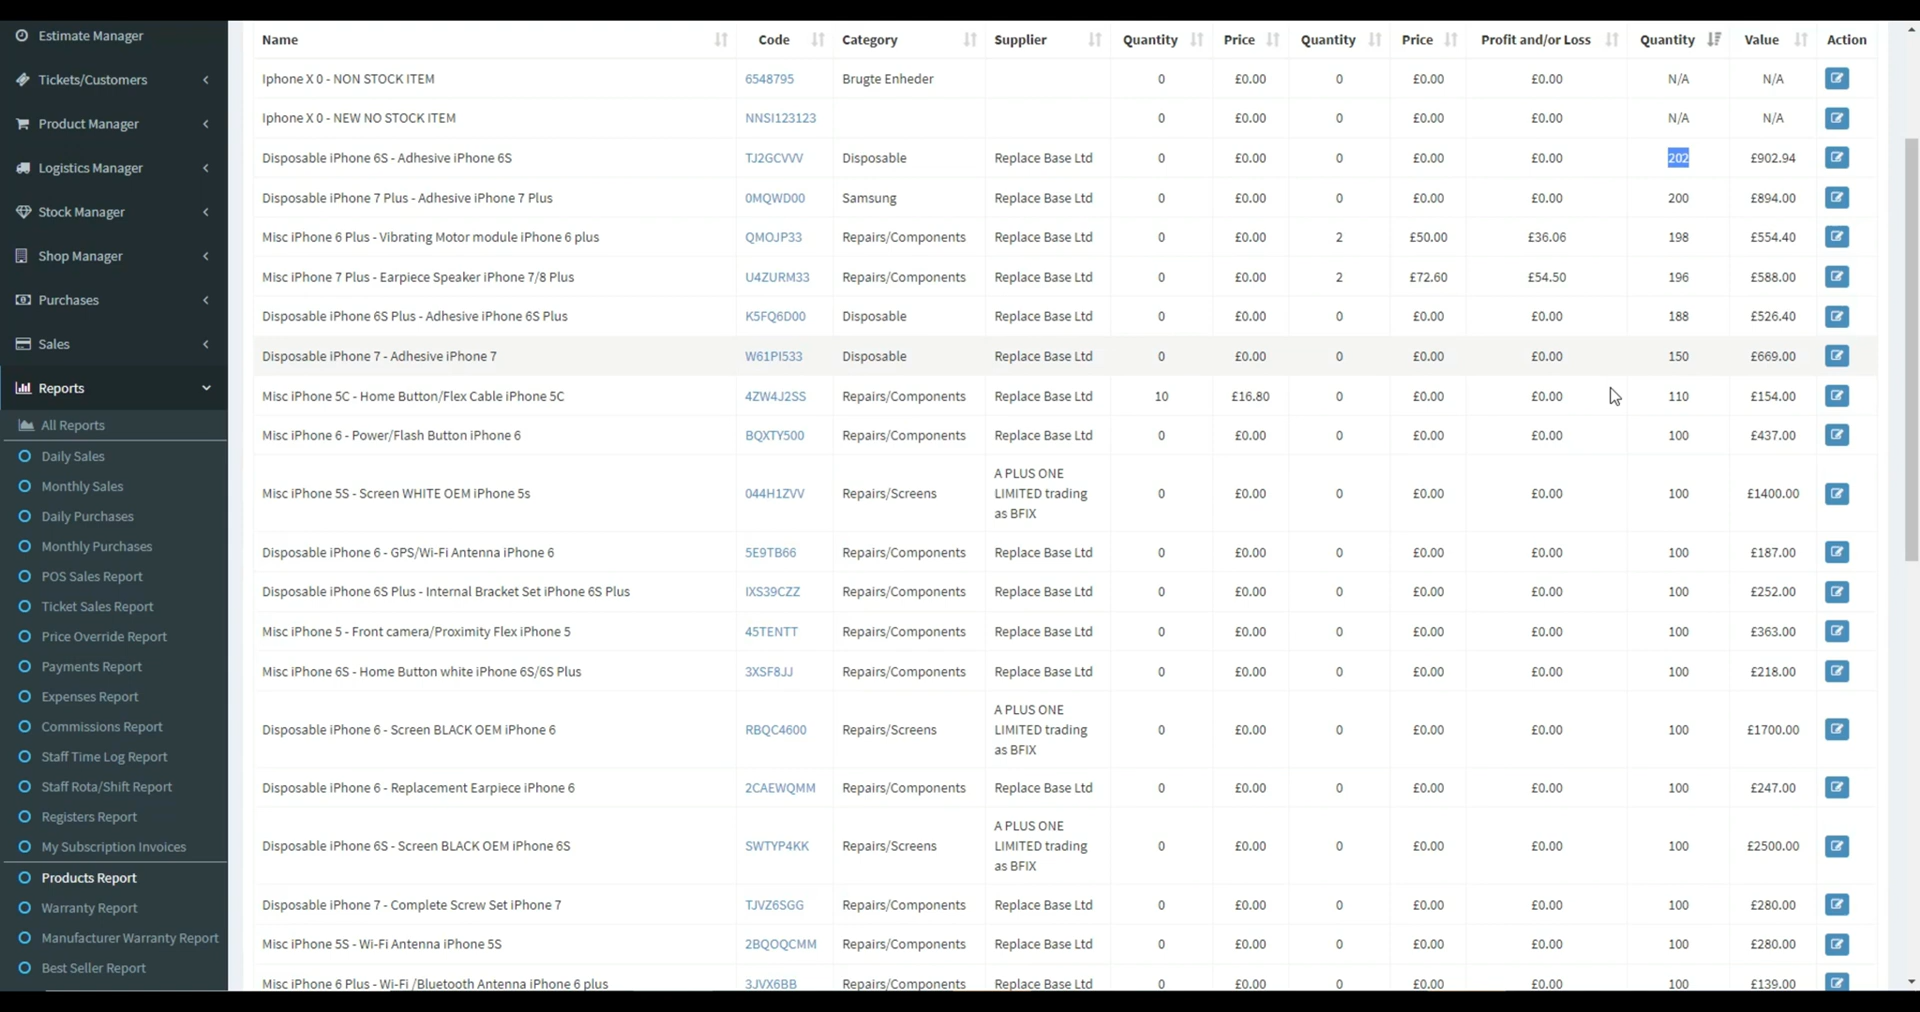 Estimate Manager
Tickets/Customers
Product Manager
Logistics Manager
Stock Manager
Shop Manager
Purchases
Sales
Reports
All Reports
Daily Sales
Monthly Sales
Daily Purchases
Monthly Purchases
POS Sales Report
Ticket Sales Report
Price Override Report
Payments Report
Expenses Report
Commissions Report
Staff Time Log Report
Staff Rota/Shift Report
Registers Report
My Subscription Invoices
Products Report
Warranty Report
Manufacturer Warranty Report
Best Seller Report
Name Code Category Supplier Quantity Price Quantity Price Profit and/or Loss Quantity Value Action
Iphone X 0 - NON STOCK ITEM 6548795 Brugte Enheder 0 £0.00 0 £0.00 £0.00 N/A N/A
Iphone X 0 - NEW NO STOCK ITEM NNSI123123 0 £0.00 0 £0.00 £0.00 N/A N/A
Disposable iPhone 6S - Adhesive iPhone 6S TJ2GCVVV Disposable Replace Base Ltd 0 £0.00 0 £0.00 £0.00 202 £902.94
Disposable iPhone 7 Plus - Adhesive iPhone 7 Plus 0MQWD00 Samsung Replace Base Ltd 0 £0.00 0 £0.00 £0.00 200 £894.00
Misc iPhone 6 Plus - Vibrating Motor module iPhone 6 plus QMOJP33 Repairs/Components Replace Base Ltd 0 £0.00 2 £50.00 £36.06 198 £554.40
Misc iPhone 7 Plus - Earpiece Speaker iPhone 7/8 Plus U4ZURM33 Repairs/Components Replace Base Ltd 0 £0.00 2 £72.60 £54.50 196 £588.00
Disposable iPhone 6S Plus - Adhesive iPhone 6S Plus K5FQ6D00 Disposable Replace Base Ltd 0 £0.00 0 £0.00 £0.00 188 £526.40
Disposable iPhone 7 - Adhesive iPhone 7 W61PI533 Disposable Replace Base Ltd 0 £0.00 0 £0.00 £0.00 150 £669.00
Misc iPhone 5C - Home Button/Flex Cable iPhone 5C 4ZW4J2SS Repairs/Components Replace Base Ltd 10 £16.80 0 £0.00 £0.00 110 £154.00
Misc iPhone 6 - Power/Flash Button iPhone 6 BQXTY500 Repairs/Components Replace Base Ltd 0 £0.00 0 £0.00 £0.00 100 £437.00
Misc iPhone 5S - Screen WHITE OEM iPhone 5s 044H1ZVV Repairs/Screens A PLUS ONE
LIMITED trading
as BFIX 0 £0.00 0 £0.00 £0.00 100 £1400.00
Disposable iPhone 6 - GPS/Wi-Fi Antenna iPhone 6 5E9TB66 Repairs/Components Replace Base Ltd 0 £0.00 0 £0.00 £0.00 100 £187.00
Disposable iPhone 6S Plus - Internal Bracket Set iPhone 6S Plus IXS39CZZ Repairs/Components Replace Base Ltd 0 £0.00 0 £0.00 £0.00 100 £252.00
Misc iPhone 5 - Front camera/Proximity Flex iPhone 5 45TENTT Repairs/Components Replace Base Ltd 0 £0.00 0 £0.00 £0.00 100 £363.00
Misc iPhone 6S - Home Button white iPhone 6S/6S Plus 3XSF8JJ Repairs/Components Replace Base Ltd 0 £0.00 0 £0.00 £0.00 100 £218.00
Disposable iPhone 6 - Screen BLACK OEM iPhone 6 RBQC4600 Repairs/Screens A PLUS ONE
LIMITED trading
as BFIX 0 £0.00 0 £0.00 £0.00 100 £1700.00
Disposable iPhone 6 - Replacement Earpiece iPhone 6 2CAEWQMM Repairs/Components Replace Base Ltd 0 £0.00 0 £0.00 £0.00 100 £247.00
Disposable iPhone 6S - Screen BLACK OEM iPhone 6S SWTYP4KK Repairs/Screens A PLUS ONE
LIMITED trading
as BFIX 0 £0.00 0 £0.00 £0.00 100 £2500.00
Disposable iPhone 7 - Complete Screw Set iPhone 7 TJVZ6SGG Repairs/Components Replace Base Ltd 0 £0.00 0 £0.00 £0.00 100 £280.00
Misc iPhone 5S - Wi-Fi Antenna iPhone 5S 2BQOQCMM Repairs/Components Replace Base Ltd 0 £0.00 0 £0.00 £0.00 100 £280.00
Misc iPhone 6 Plus - Wi-Fi /Bluetooth Antenna iPhone 6 plus 3JVX6BB Repairs/Components Replace Base Ltd 0 £0.00 0 £0.00 £0.00 100 £139.00